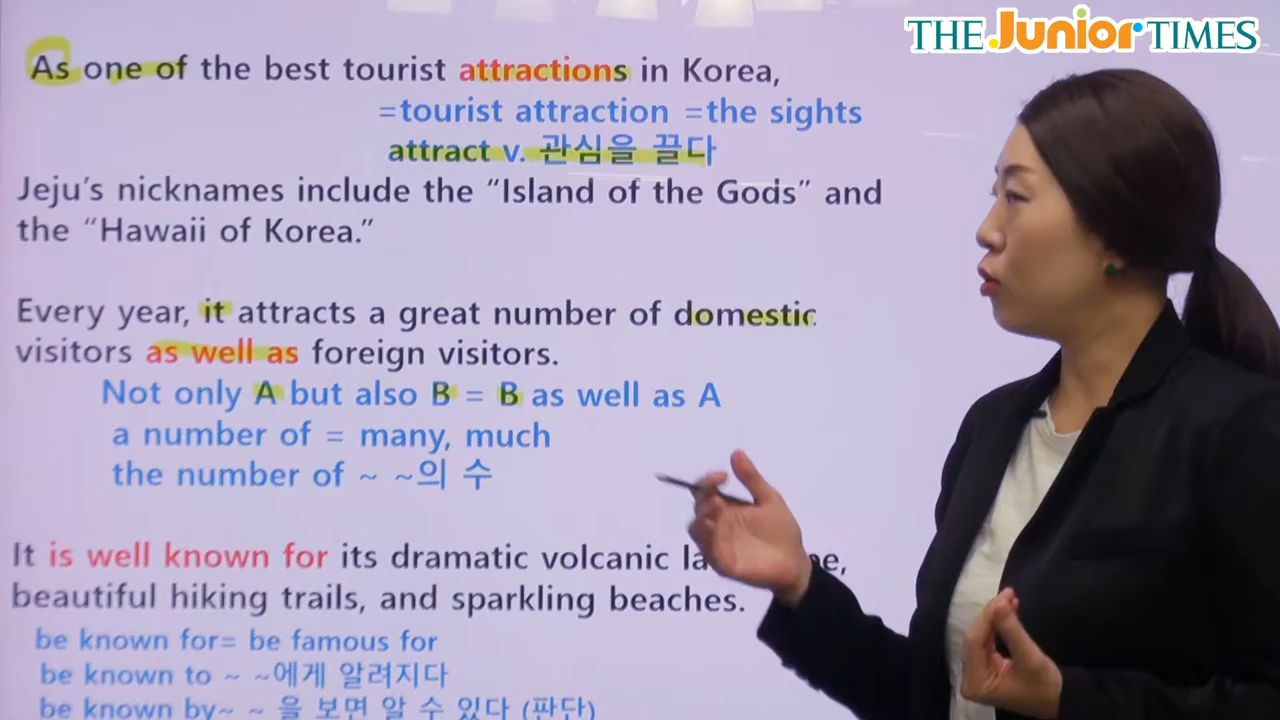 THE Junior TIMES
As one of the best tourist attractions in Korea,
=tourist attraction =the sights
attract v. 관심을 끌다
Jeju’s nicknames include the “Island of the Gods” and
the “Hawaii of Korea.”
Every year, it attracts a great number of domestic
visitors as well as foreign visitors.
Not only A but also B = B as well as A
a number of = many, much
the number of ~ ~의 수
It is well known for its dramatic volcanic
beautiful hiking trails, and sparkling beaches.
be known for= be famous for
be known to ~ ~에게 알려지다
be known by~ ~ 을 보면 알 수 있다 (판단)